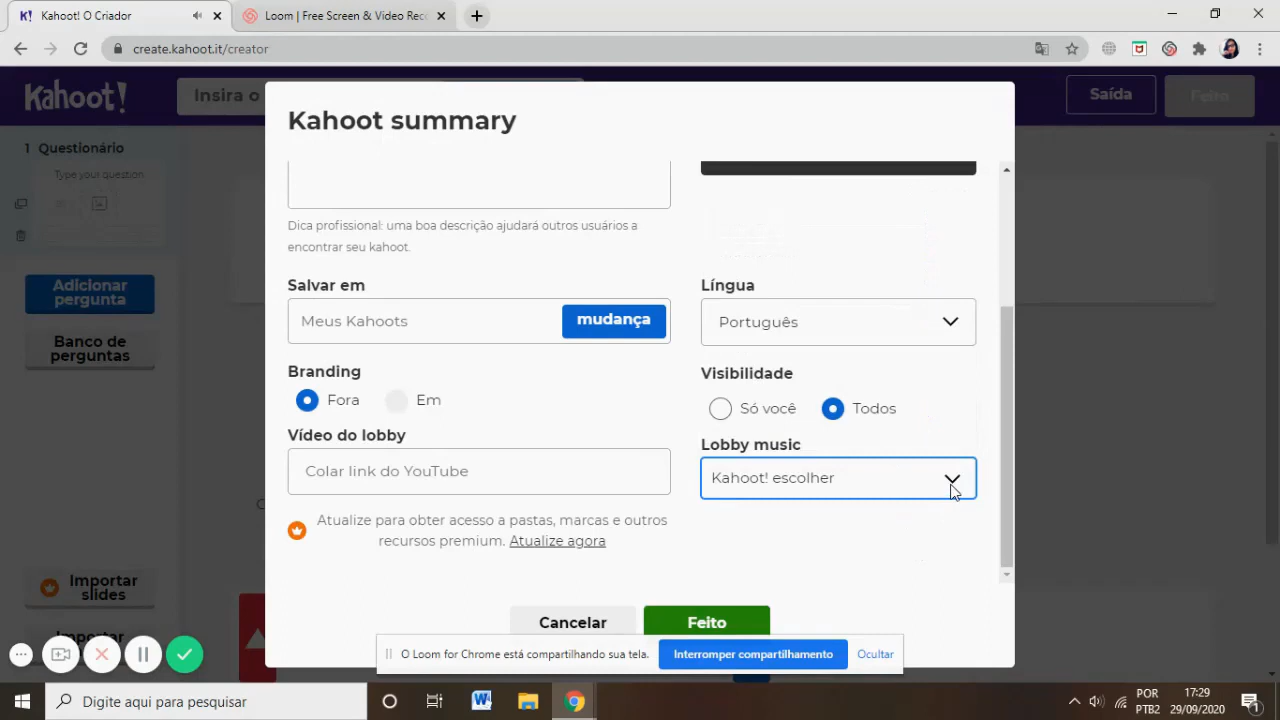 K! Kahoot! O Criador
Loom | Free Screen & Video Rec
create.kahoot.it/creator
Kahoot!
Insira o
Saída
Feito
1 Questionário
Type your question
Adicionar
pergunta
Banco de
perguntas
Importar
slides
Importar
Kahoot summary
Dica profissional: uma boa descrição ajudará outros usuários a
encontrar seu kahoot.
Salvar em
Meus Kahoots
mudança
Língua
Português
Branding
Fora
Em
Visibilidade
Só você
Todos
Vídeo do lobby
Colar link do YouTube
Lobby music
Kahoot! escolher
Atualize para obter acesso a pastas, marcas e outros
recursos premium. Atualize agora
Cancelar
Feito
O Loom for Chrome está compartilhando sua tela.
Interromper compartilhamento
Ocultar
Digite aqui para pesquisar
POR
PTB2
17:29
29/09/2020
1